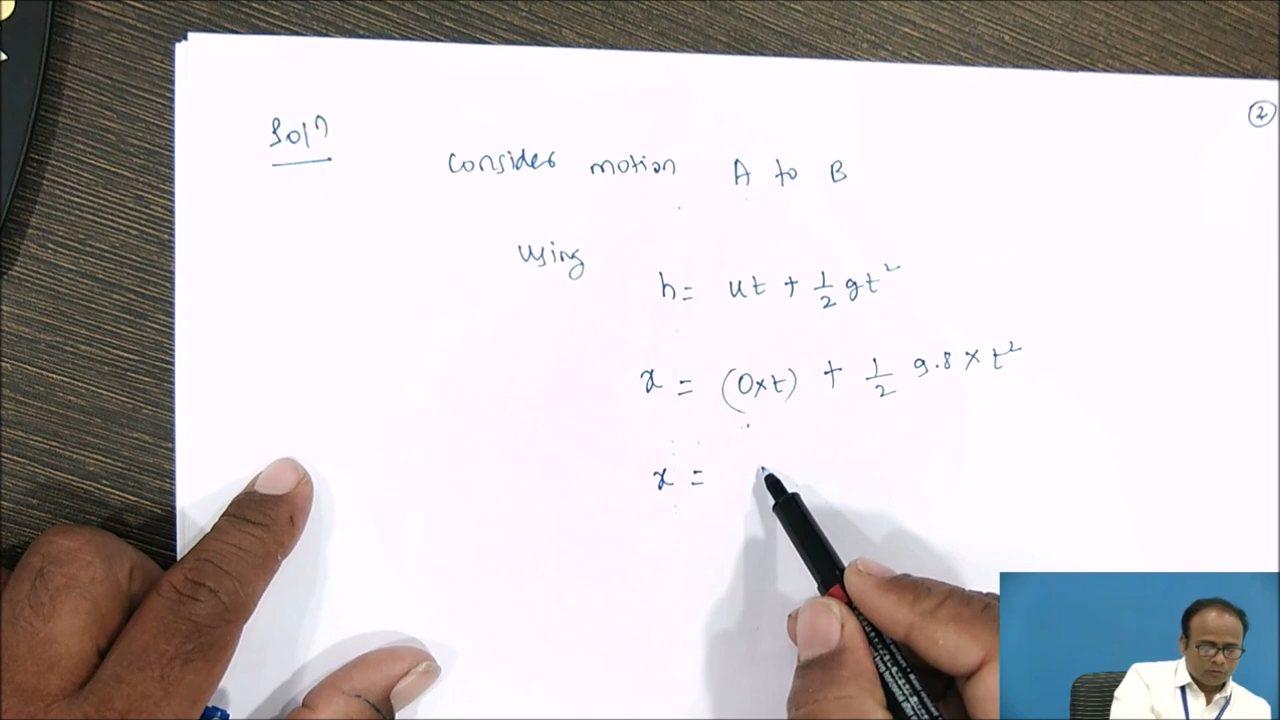 ②
Soln
Consider motion A to B
Using
h = ut + 1/2 gt²
x = (0×t) + 1/2 9.8 × t²
x =